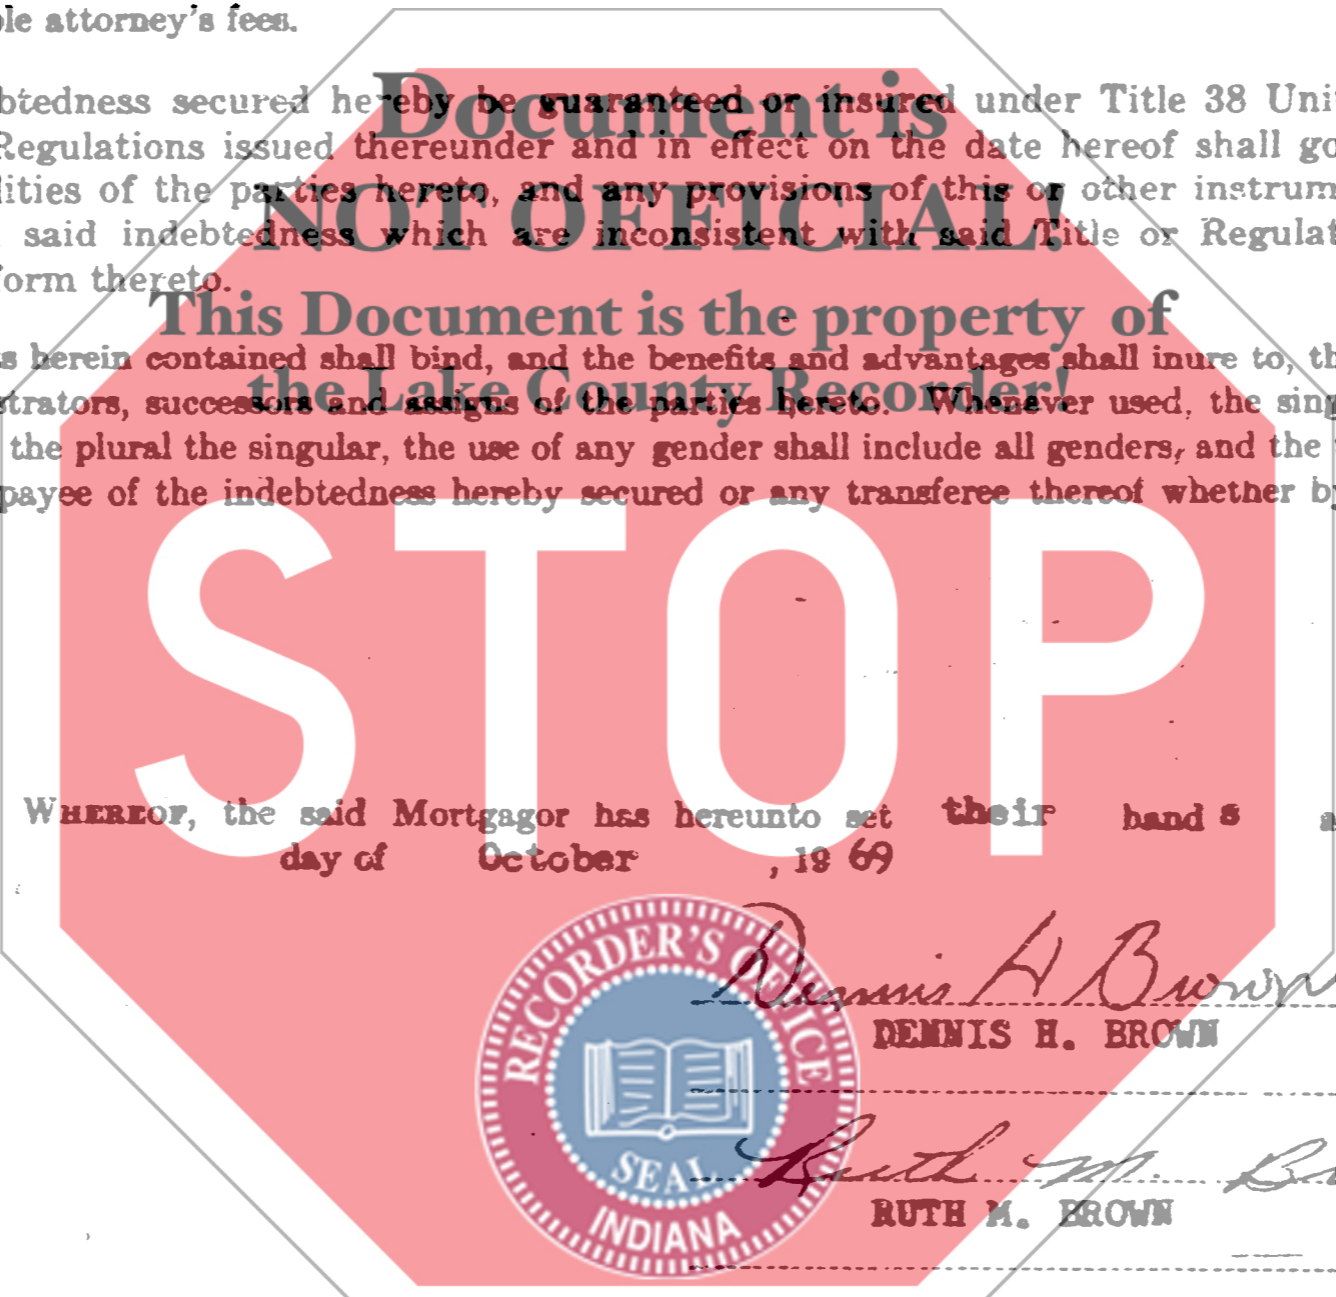 le attorney's fees.
btedness secured hereby be guaranteed or insured under Title 38 Uni
Regulations issued thereunder and in effect on the date hereof shall go
lities of the parties hereto, and any provisions of this or other instrum
said indebtedness which are inconsistent with said Title or Regulat
form thereto.
s herein contained shall bind, and the benefits and advantages shall inure to, th
strators, successors and assigns of the parties hereto. Whenever used, the sing
the plural the singular, the use of any gender shall include all genders, and the
payee of the indebtedness hereby secured or any transferee thereof whether by
Document is
NOT OFFICIAL!
This Document is the property of
the Lake County Recorder!
STOP
WHEREOF, the said Mortgagor has hereunto set their hand s a
day of October , 19 69
Dennis H Brown
DENNIS H. BROWN
Ruth M. Br
RUTH M. BROWN
RECORDER'S OFFICE
SEAL
INDIANA